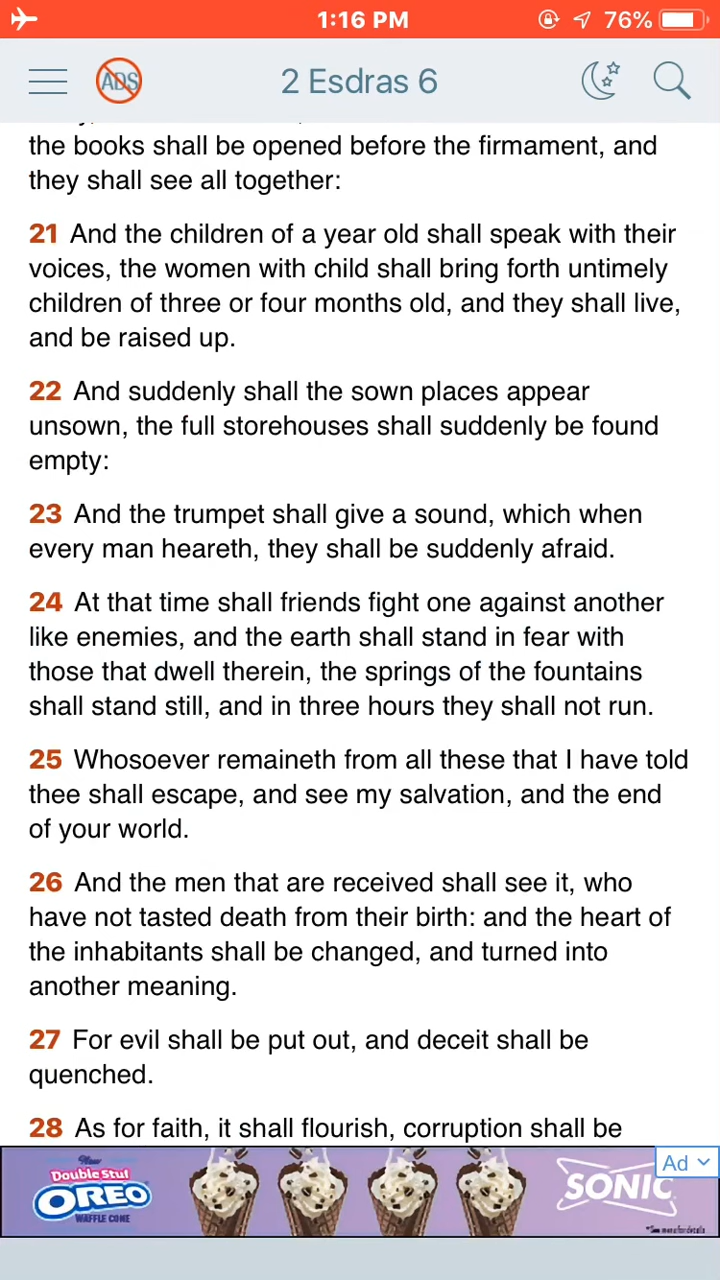 1:16 PM
76%
ADS
2 Esdras 6
the books shall be opened before the firmament, and
they shall see all together:
21 And the children of a year old shall speak with their
voices, the women with child shall bring forth untimely
children of three or four months old, and they shall live,
and be raised up.
22 And suddenly shall the sown places appear
unsown, the full storehouses shall suddenly be found
empty:
23 And the trumpet shall give a sound, which when
every man heareth, they shall be suddenly afraid.
24 At that time shall friends fight one against another
like enemies, and the earth shall stand in fear with
those that dwell therein, the springs of the fountains
shall stand still, and in three hours they shall not run.
25 Whosoever remaineth from all these that I have told
thee shall escape, and see my salvation, and the end
of your world.
26 And the men that are received shall see it, who
have not tasted death from their birth: and the heart of
the inhabitants shall be changed, and turned into
another meaning.
27 For evil shall be put out, and deceit shall be
quenched.
28 As for faith, it shall flourish, corruption shall be
Ad
New
Double Stuf
OREO
WAFFLE CONE
SONIC